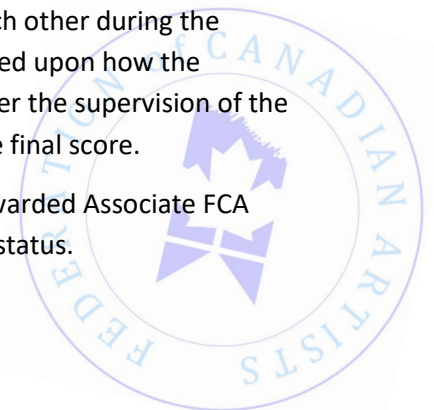 ch other during the
ed upon how the
er the supervision of the
e final score.
warded Associate FCA
status.
FEDERATION of CANADIAN ARTISTS